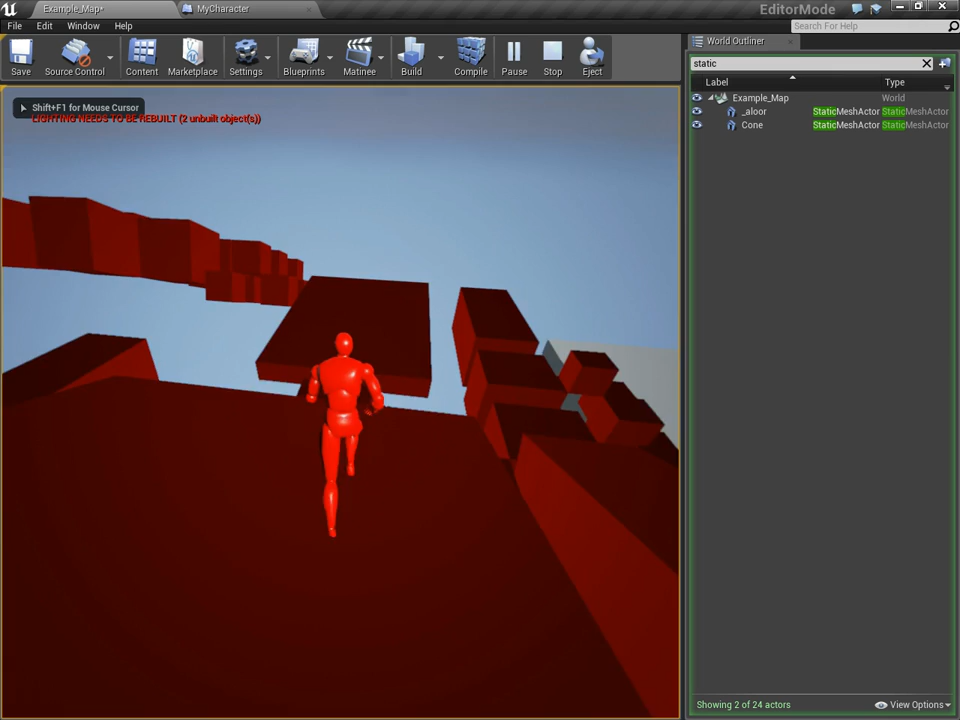 Example_Map*
MyCharacter
EditorMode
File Edit Window Help
Search For Help
Save Source Control Content Marketplace Settings Blueprints Matinee Build Compile Pause Stop Eject
World Outliner
static
Label Type
Shift+F1 for Mouse Cursor
LIGHTING NEEDS TO BE REBUILT (2 unbuilt object(s))
Example_Map World
_aloor StaticMeshActor StaticMeshActor
Cone StaticMeshActor StaticMeshActor
Showing 2 of 24 actors
View Options